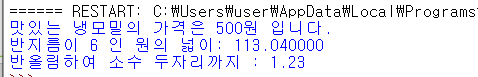 ====== RESTART: C:₩Users₩user₩AppData₩Local₩Programs₩
맛있는 냉모밀의 가격은 500원 입니다.
반지름이 6 인 원의 넓이: 113.040000
반올림하여 소수 두자리까지 : 1.23
>>>